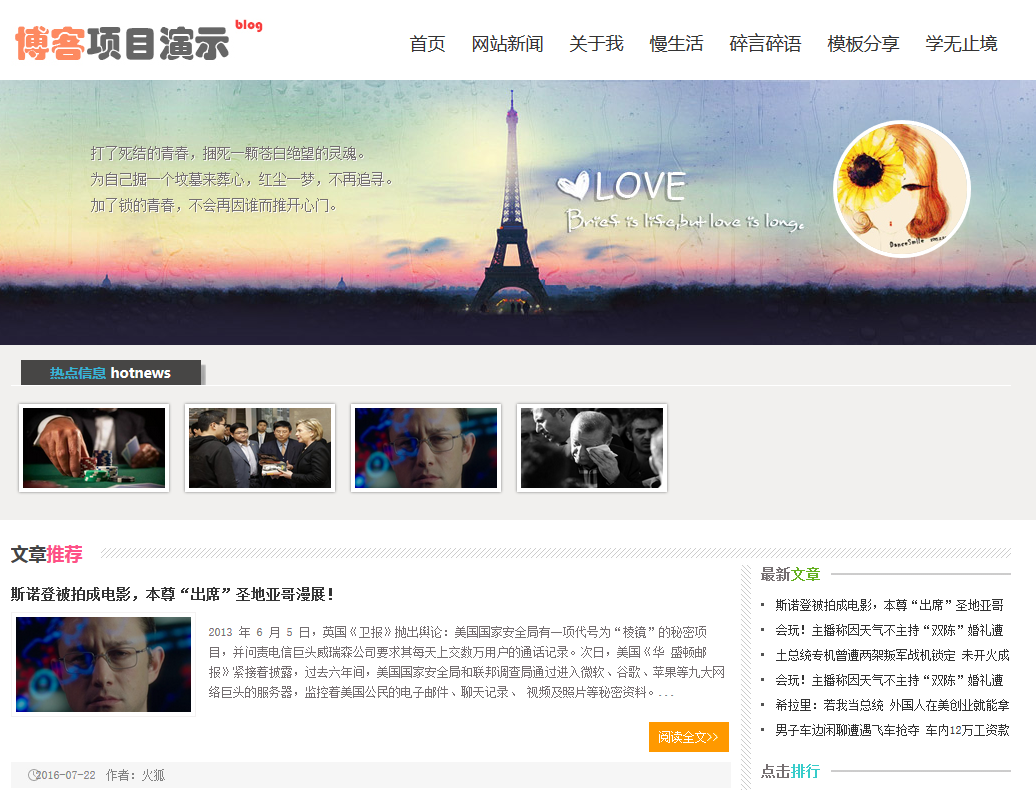 博客项目演示 blog
首页 网站新闻 关于我 慢生活 碎言碎语 模板分享 学无止境
打了死结的青春，捆死一颗苍白绝望的灵魂。
为自己掘一个坟墓来葬心，红尘一梦，不再追寻。
加了锁的青春，不会再因谁而推开心门。
LOVE
Brief is life,but love is long.
DanceSmile
热点信息 hotnews
文章推荐
斯诺登被拍成电影，本尊“出席”圣地亚哥漫展！
2013 年 6 月 5 日，英国《卫报》抛出舆论：美国国家安全局有一项代号为“棱镜”的秘密项
目，并问责电信巨头威瑞森公司要求其每天上交数万用户的通话记录。次日，美国《华 盛顿邮
报》紧接着披露，过去六年间，美国国家安全局和联邦调查局通过进入微软、谷歌、苹果等九大网
络巨头的服务器，监控着美国公民的电子邮件、聊天记录、 视频及照片等秘密资料。...
阅读全文>>
2016-07-22 作者：火狐
最新文章
斯诺登被拍成电影，本尊“出席”圣地亚哥
会玩！主播称因天气不主持“双陈”婚礼遭
土总统专机曾遭两架叛军战机锁定 未开火成
会玩！主播称因天气不主持“双陈”婚礼遭
希拉里：若我当总统 外国人在美创业就能拿
男子车边闲聊遭遇飞车抢夺 车内12万工资款
点击排行